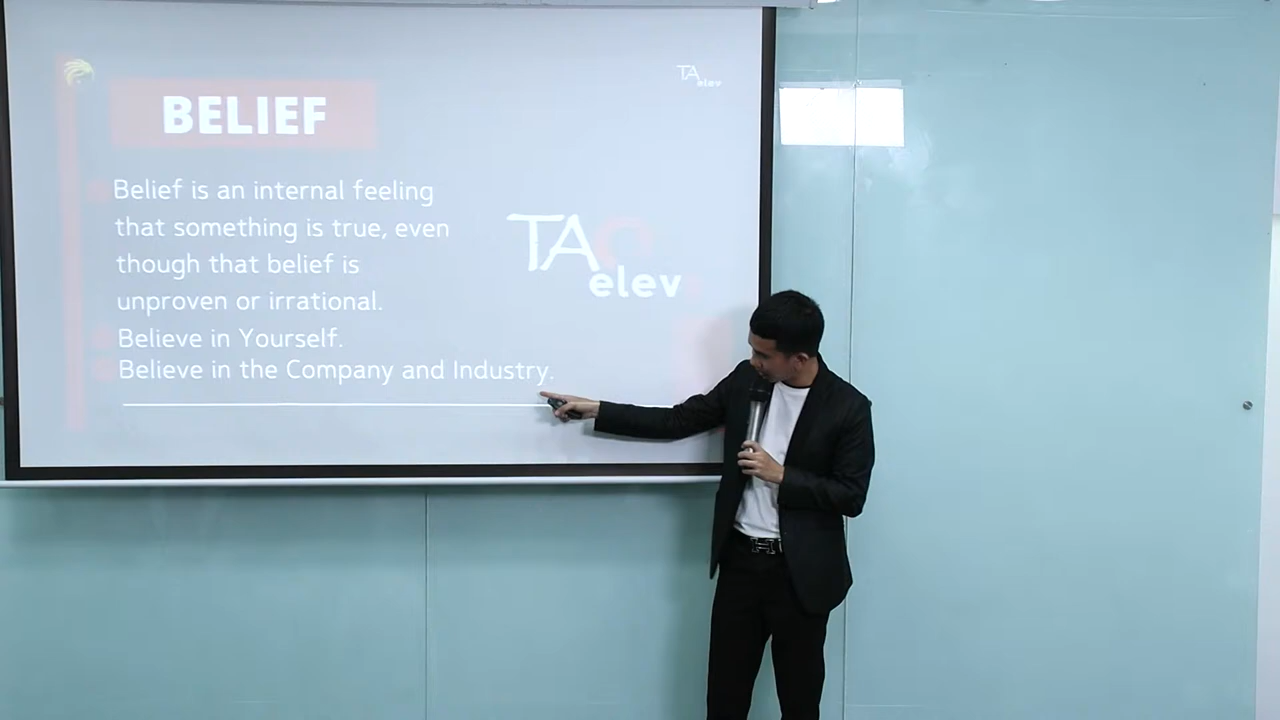 TA
elev
BELIEF
Belief is an internal feeling
that something is true, even
though that belief is
unproven or irrational.
Believe in Yourself.
Believe in the Company and Industry.
TA
elev